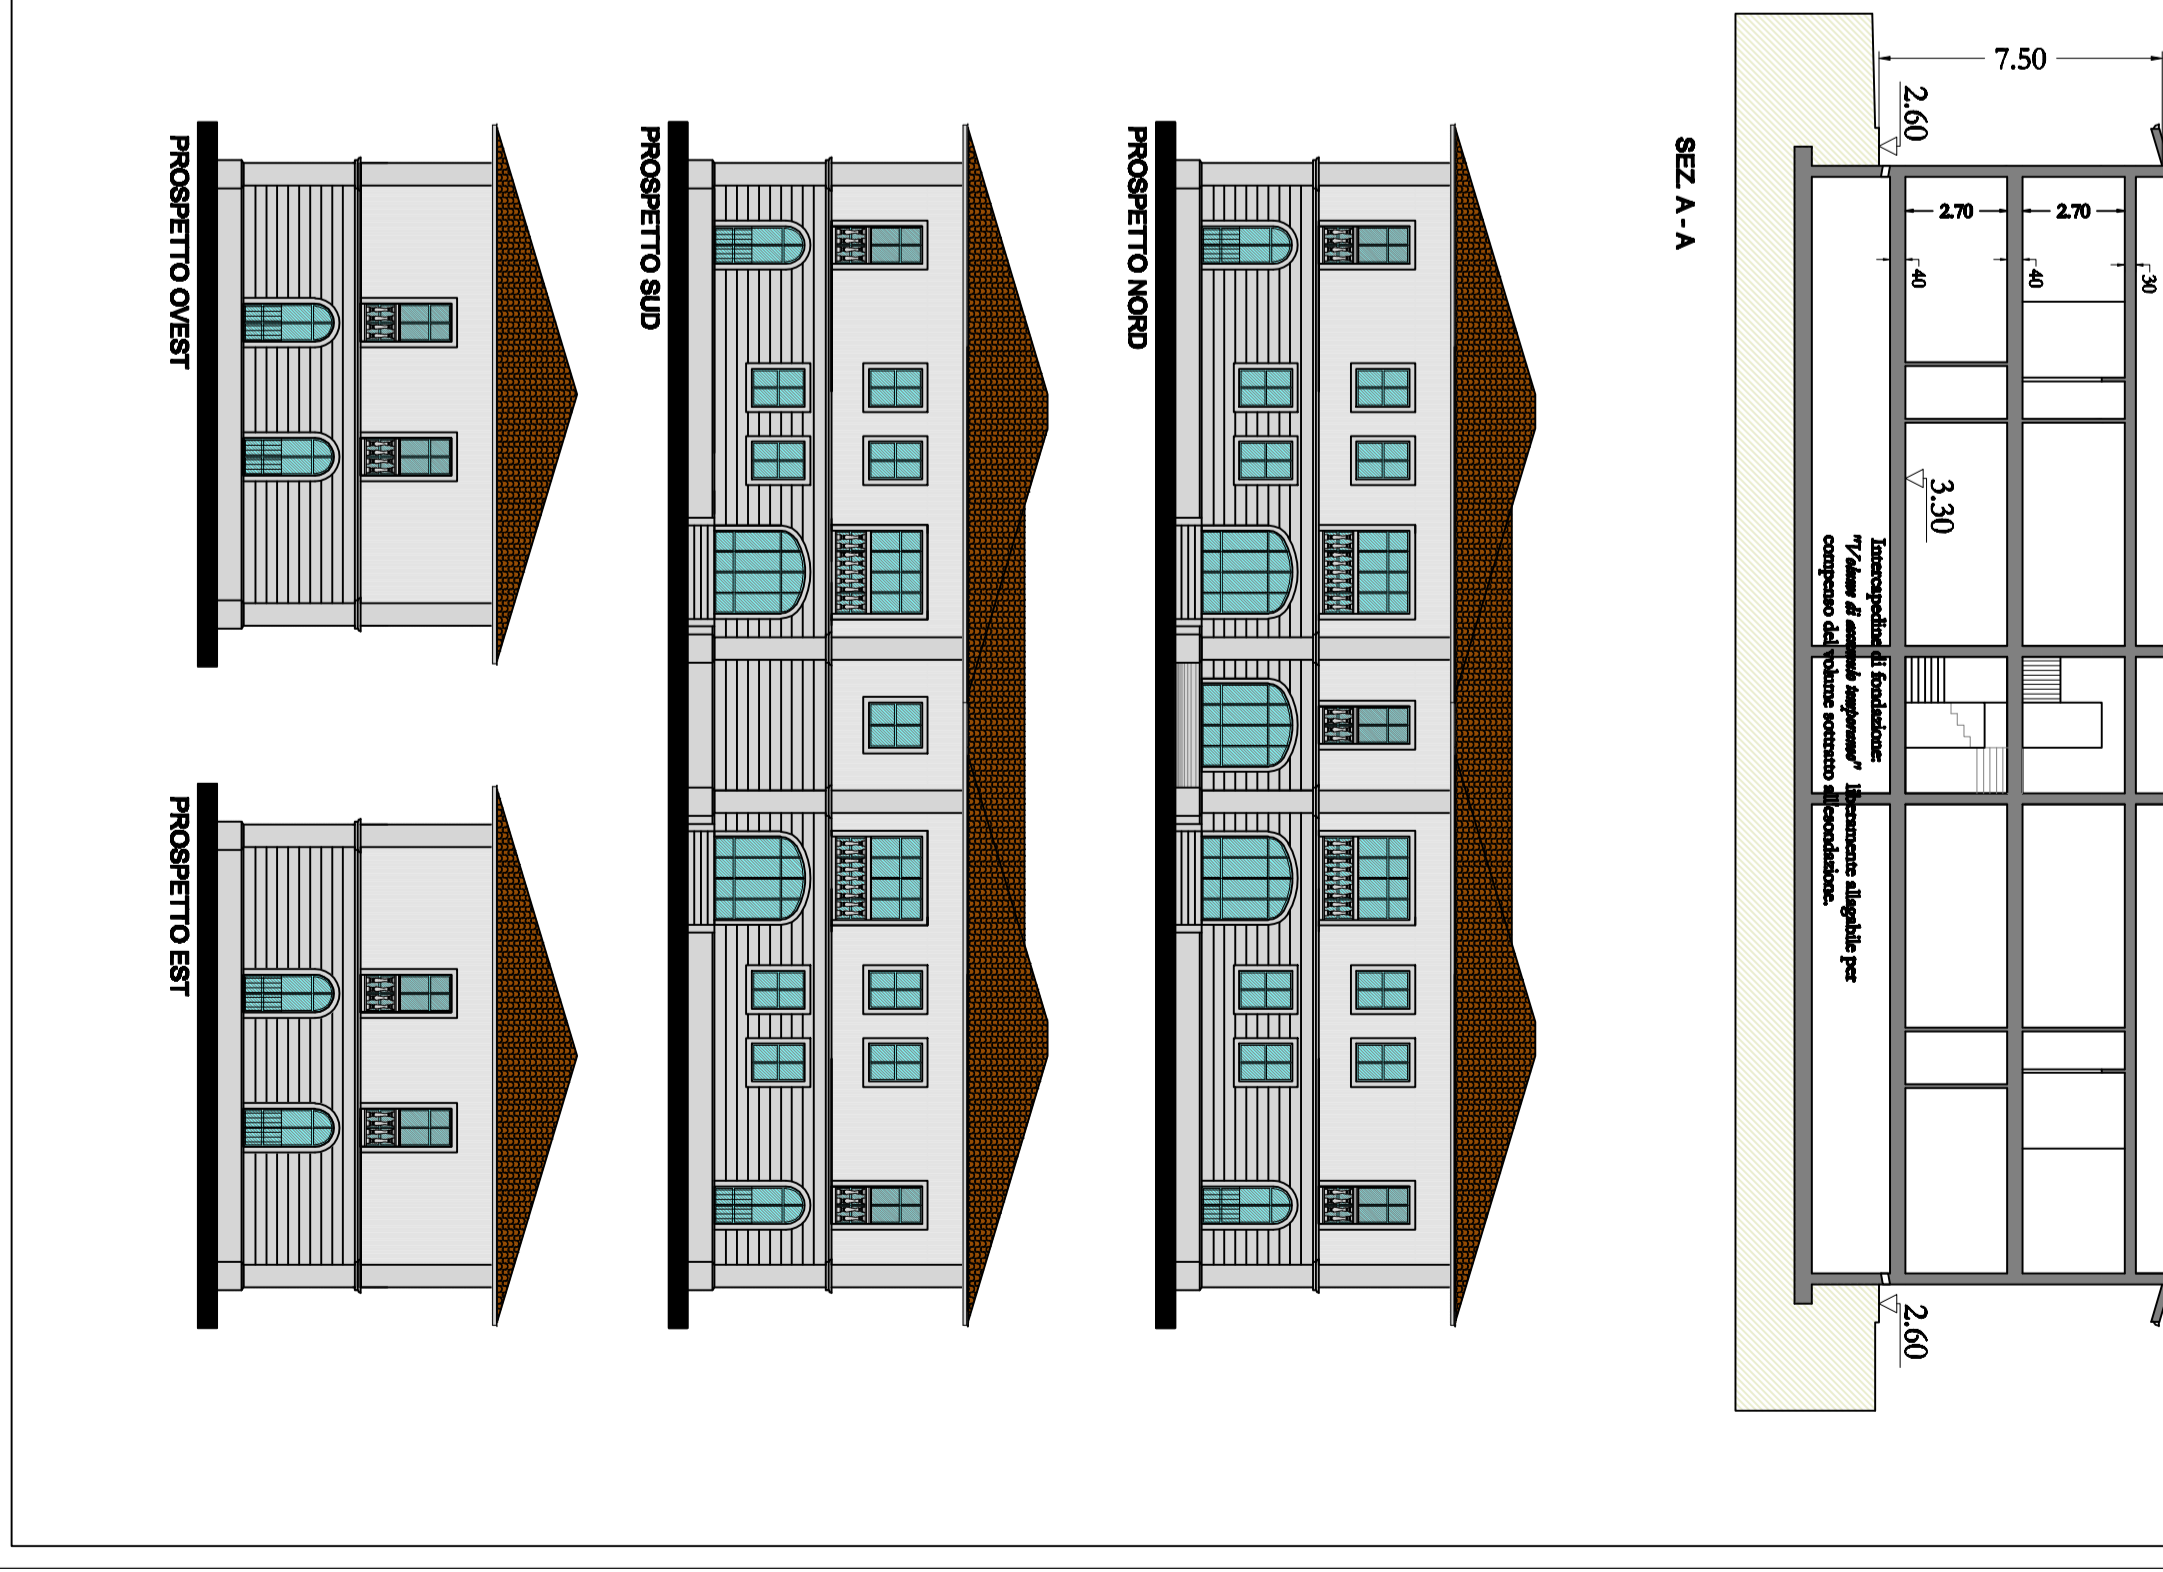 7.50
2.60
2.70
2.70
40
40
30
3.30
2.60
Intercapedine di fondazione:
"Volume di accumulo temporaneo" liberamente allagabile per
compenso del volume sottratto all'esondazione.
SEZ A - A
PROSPETTO NORD
PROSPETTO SUD
PROSPETTO OVEST
PROSPETTO EST